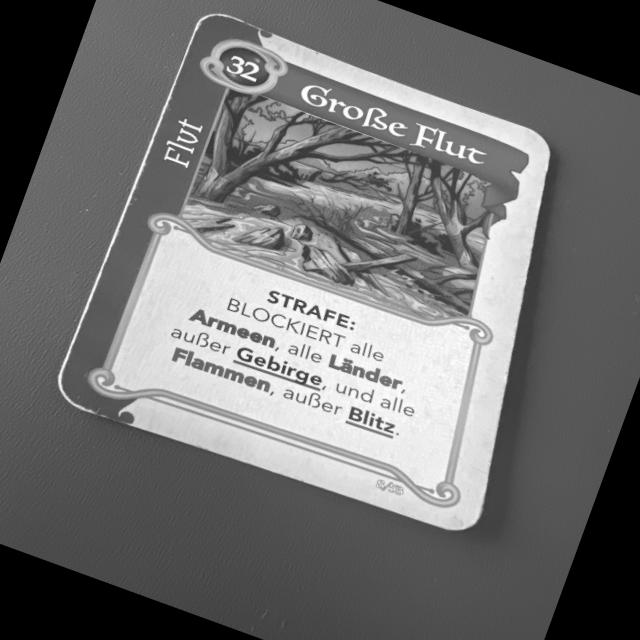 32
Große Flut
Flut
STRAFE:
BLOCKIERT alle
Armeen, alle Länder,
außer Gebirge, und alle
Flammen, außer Blitz.